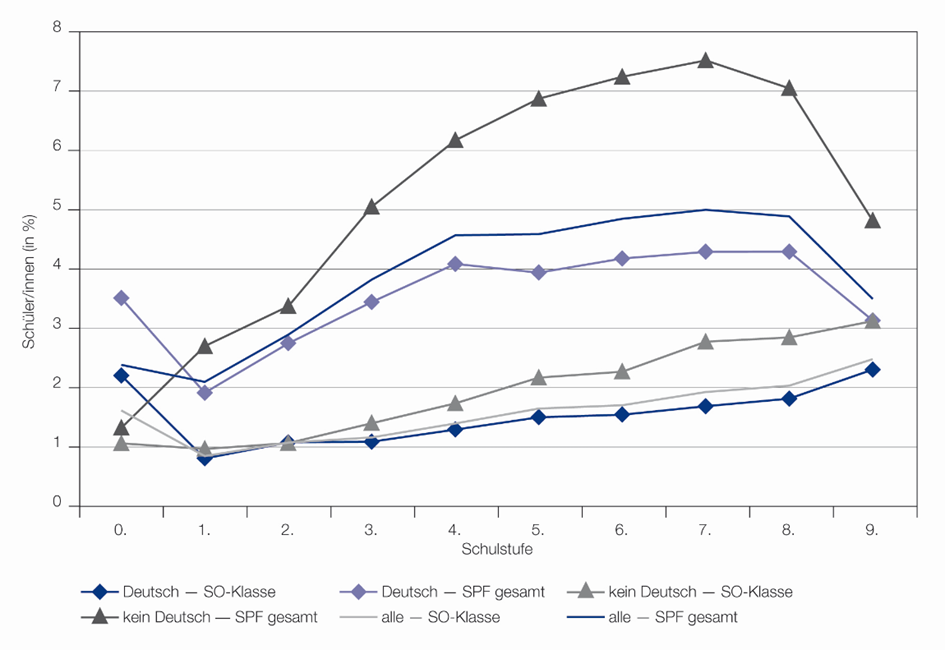 8
7
6
5
4
3
2
1
0
Schüler/innen (in %)
0. 1. 2. 3. 4. 5. 6. 7. 8. 9.
Schulstufe
Deutsch — SO-Klasse Deutsch — SPF gesamt kein Deutsch — SO-Klasse
kein Deutsch — SPF gesamt alle — SO-Klasse alle — SPF gesamt